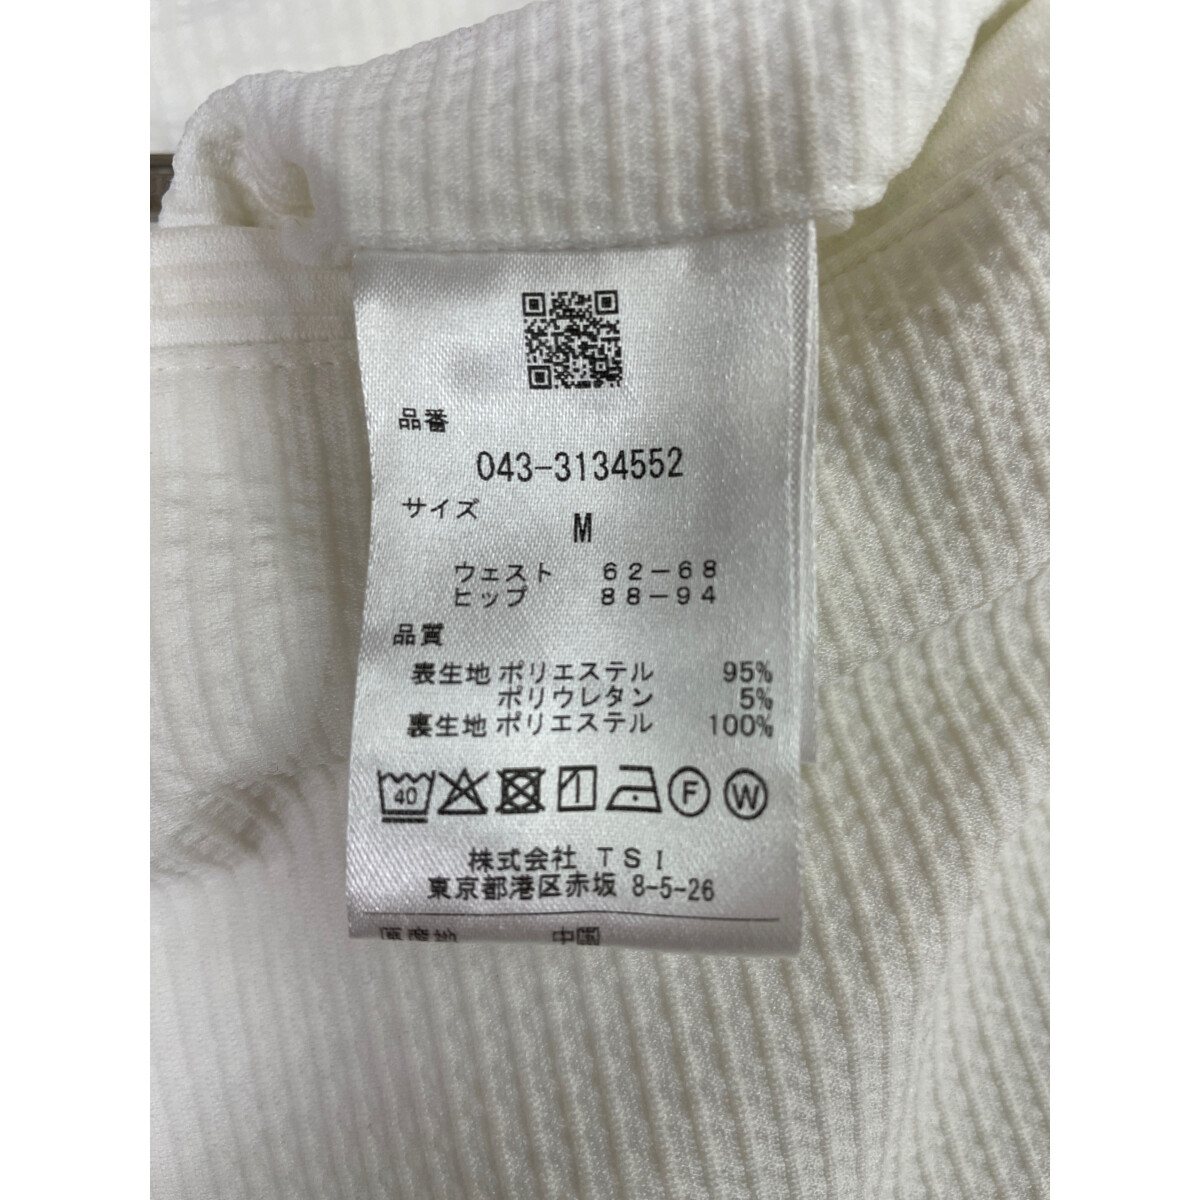 品番
043-3134552
サイズ
M
ウェスト 62-68
ヒップ 88-94
品質
表生地 ポリエステル 95%
ポリウレタン 5%
裏生地 ポリエステル 100%
40 F W
株式会社 TSI
東京都港区赤坂 8-5-26
中国